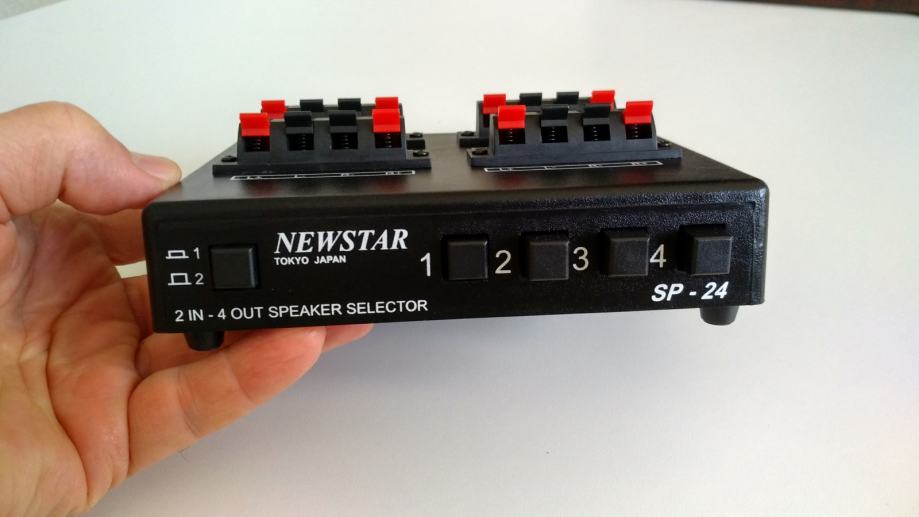 1
2
NEWSTAR
TOKYO JAPAN
1 2 3 4
SP - 24
2 IN - 4 OUT SPEAKER SELECTOR